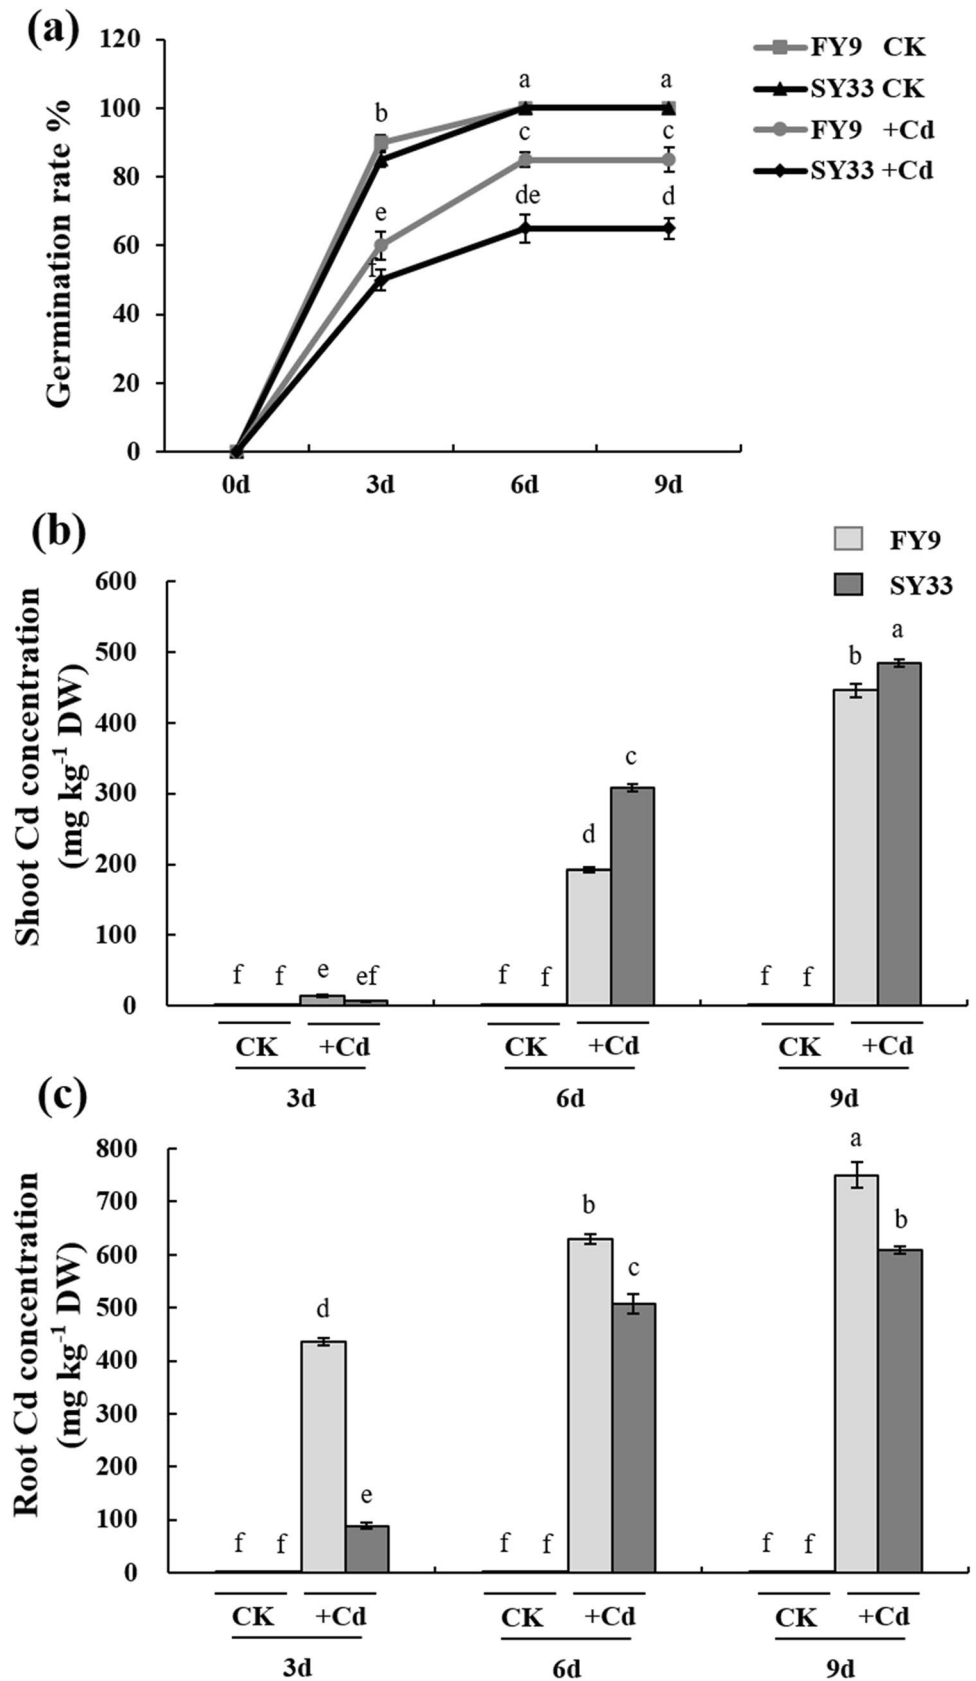 (a)
Germination rate %
120
100
80
60
40
20
0
b
a
a
c
c
e
de
d
f
0d 3d 6d 9d
FY9 CK
SY33 CK
FY9 +Cd
SY33 +Cd
(b)
FY9
SY33
Shoot Cd concentration
(mg kg-1 DW)
600
500
400
300
200
100
0
f f e ef f f d c f f b a
CK +Cd CK +Cd CK +Cd
3d 6d 9d
(c)
Root Cd concentration
(mg kg-1 DW)
800
700
600
500
400
300
200
100
0
f f d e f f b c f f a b
CK +Cd CK +Cd CK +Cd
3d 6d 9d